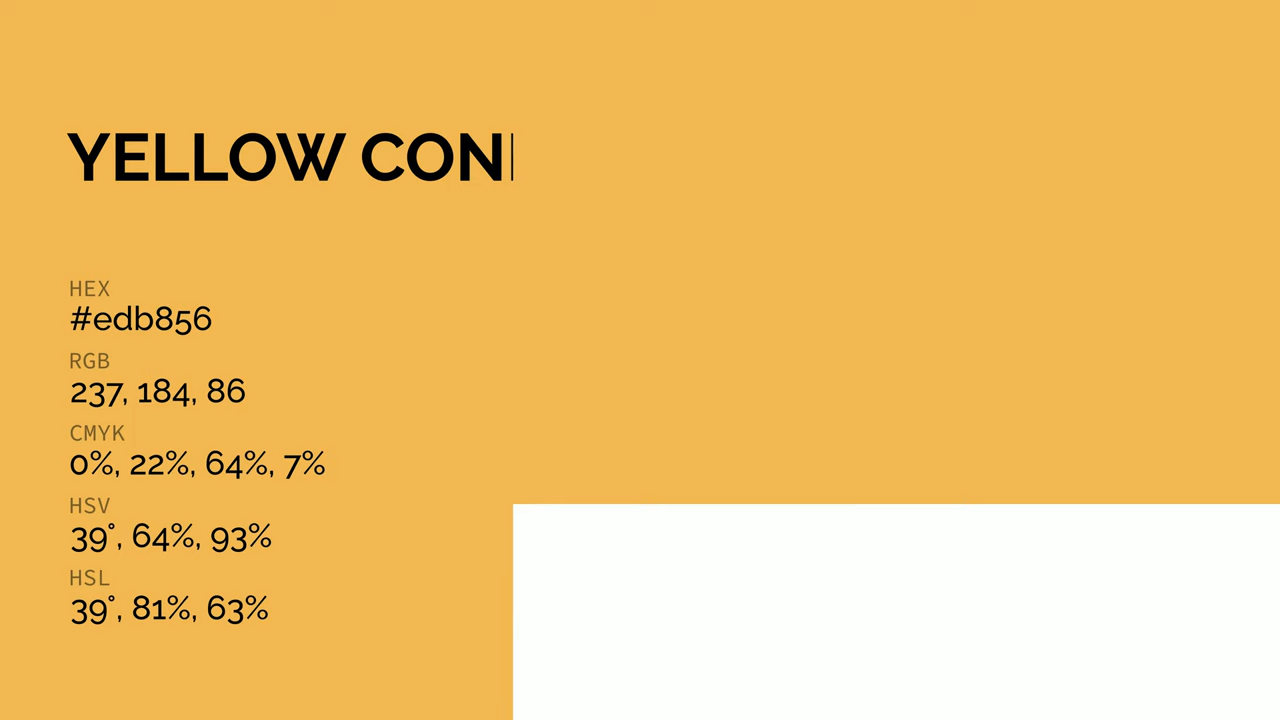 YELLOW CON
HEX
#edb856
RGB
237, 184, 86
CMYK
0%, 22%, 64%, 7%
HSV
39°, 64%, 93%
HSL
39°, 81%, 63%